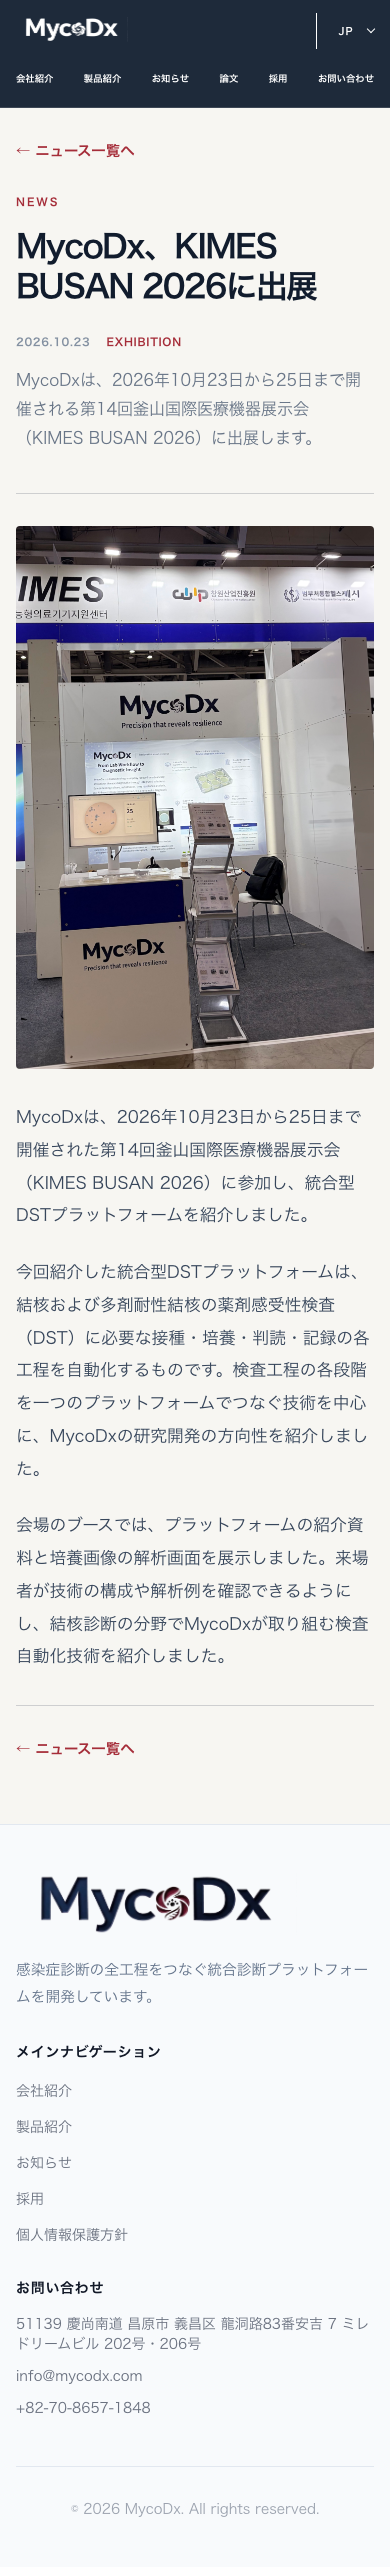 MycoDx
JP
会社紹介 製品紹介 お知らせ 論文 採用 お問い合わせ
← ニュース一覧へ
NEWS
MycoDx、KIMES
BUSAN 2026に出展
2026.10.23 EXHIBITION
MycoDxは、2026年10月23日から25日まで開
催される第14回釜山国際医療機器展示会
（KIMES BUSAN 2026）に出展します。
IMES
창원산업진흥원
MycoDx
Precision that reveals resilience
MycoDx
From Lab Workflow to
Diagnostic Insight
25
MycoDx
Precision that reveals resilience
MycoDxは、2026年10月23日から25日まで
開催された第14回釜山国際医療機器展示会
（KIMES BUSAN 2026）に参加し、統合型
DSTプラットフォームを紹介しました。
今回紹介した統合型DSTプラットフォームは、
結核および多剤耐性結核の薬剤感受性検査
（DST）に必要な接種・培養・判読・記録の各
工程を自動化するものです。検査工程の各段階
を一つのプラットフォームでつなぐ技術を中心
に、MycoDxの研究開発の方向性を紹介しまし
た。
会場のブースでは、プラットフォームの紹介資
料と培養画像の解析画面を展示しました。来場
者が技術の構成や解析例を確認できるように
し、結核診断の分野でMycoDxが取り組む検査
自動化技術を紹介しました。
← ニュース一覧へ
MycoDx
感染症診断の全工程をつなぐ統合診断プラットフォー
ムを開発しています。
メインナビゲーション
会社紹介
製品紹介
お知らせ
採用
個人情報保護方針
お問い合わせ
51139 慶尚南道 昌原市 義昌区 龍洞路83番安吉 7 ミレ
ドリームビル 202号・206号
info@mycodx.com
+82-70-8657-1848
© 2026 MycoDx. All rights reserved.